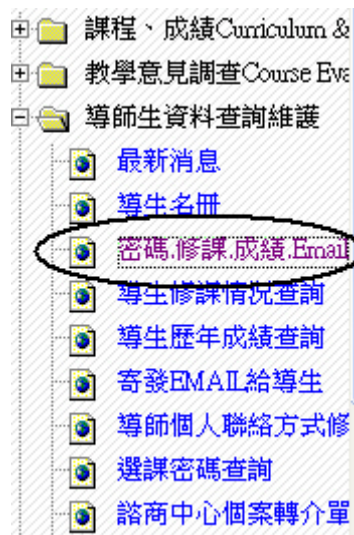 課程、成績Curriculum &
教學意見調查Course Eva
導師生資料查詢維護
最新消息
導生名冊
密碼.修課.成績.Email
導生修課情況查詢
導生歷年成績查詢
寄發EMAIL給導生
導師個人聯絡方式修
選課密碼查詢
諮商中心個案轉介單